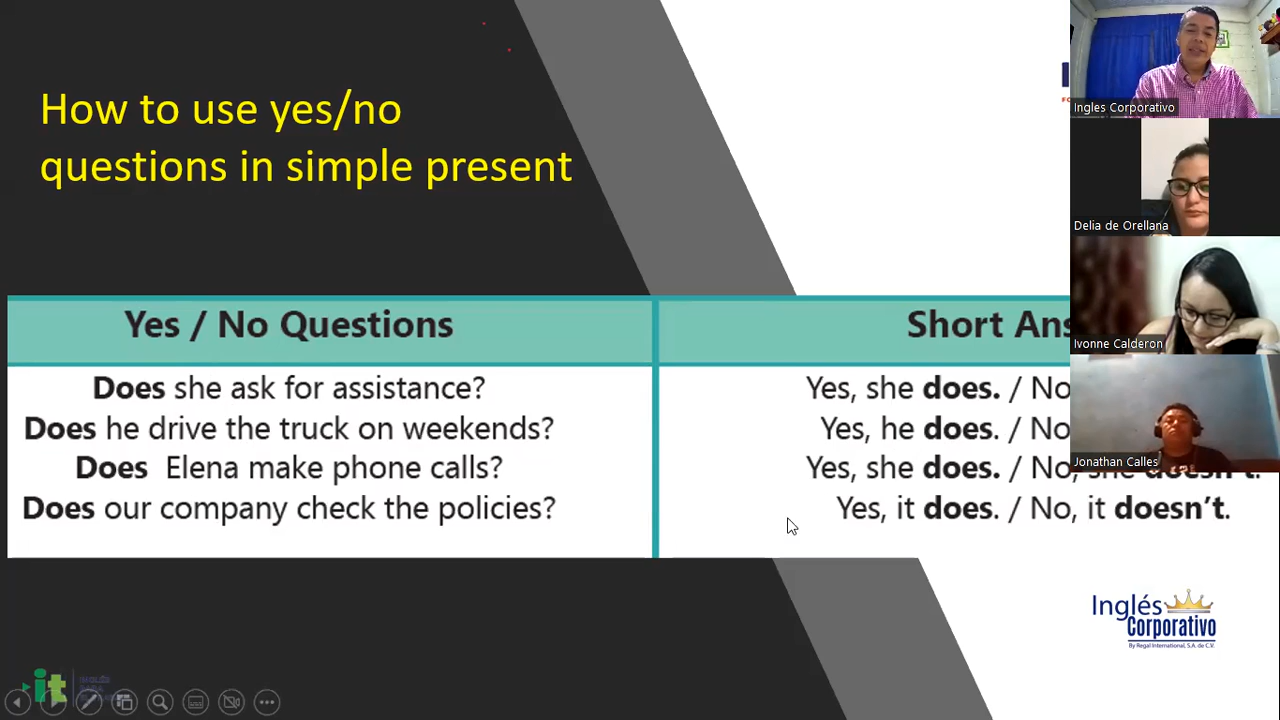 How to use yes/no
questions in simple present
Yes / No Questions
Short Ans
Does she ask for assistance?
Yes, she does. / No
Does he drive the truck on weekends?
Yes, he does. / No
Does Elena make phone calls?
Yes, she does. / No, she doesn't.
Does our company check the policies?
Yes, it does. / No, it doesn't.
Ingles Corporativo
Delia de Orellana
Ivonne Calderon
Jonathan Calles
Inglés
Corporativo
By Regal International, S.A. de C.V.
it